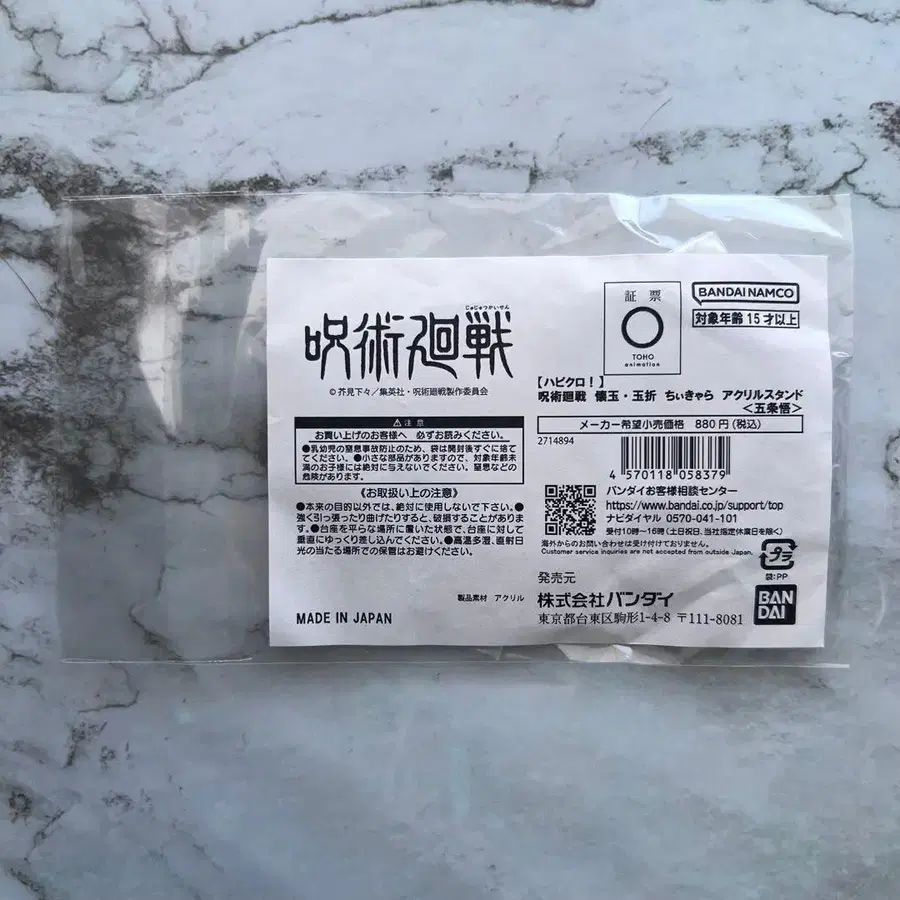 じゅじゅつかいせん
呪術廻戦
©芥見下々／集英社・呪術廻戦製作委員会
⚠注意
お買い上げのお客様へ 必ずお読みください。
●乳幼児の窒息事故防止のため、袋は開封後すぐに捨て
てください。●小さな部品がありますので、対象年齢未
満のお子様には絶対に与えないでください。窒息などの
危険があります。
《お取扱い上の注意》
●本来の目的以外では、絶対に使用しないで下さい。●
強く引っ張ったり曲げたりすると、破損することがありま
す。●台座を平らな場所に置いた状態で、台座に対して
垂直にゆっくり差し込んでください。●高温多湿、直射日
光の当たる場所での保管はお避けください。
製品素材 アクリル
MADE IN JAPAN
証票
TOHO
animation
BANDAI NAMCO
対象年齢15才以上
【ハピクロ！】
呪術廻戦 懐玉・玉折 ちぃきゃら アクリルスタンド
＜五条悟＞
メーカー希望小売価格 880円(税込)
2714894
4 570118 058379
バンダイお客様相談センター
https://www.bandai.co.jp/support/top
ナビダイヤル 0570-041-101
受付10時～16時(土日祝日、当社指定休業日を除く)
海外からのお問い合わせは受け付けておりません。
Customer service inquiries are not accepted from outside Japan.
プラ
袋:PP
発売元
株式会社バンダイ
東京都台東区駒形1-4-8 〒111-8081
BAN
DAI